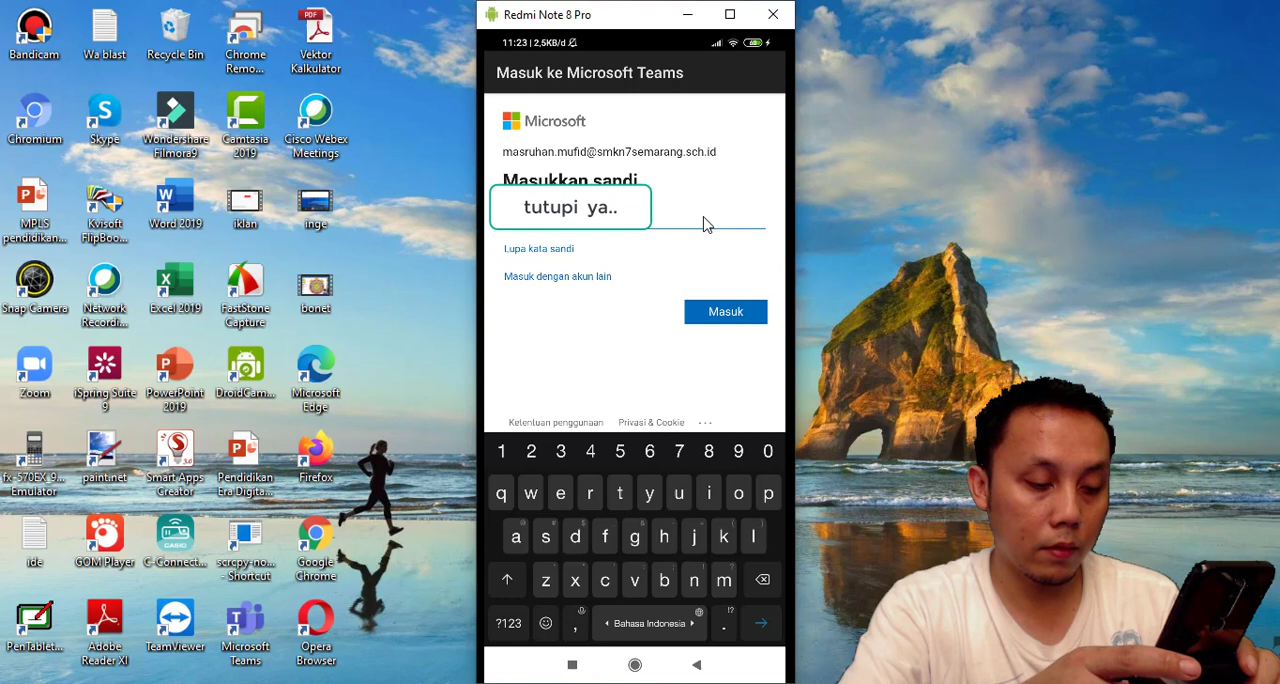 Bandicam
Wa blast
Recycle Bin
Chrome Remo...
Vektor Kalkulator
Chromium
Skype
Wondershare Filmora9
Camtasia 2019
Cisco Webex Meetings
MPLS pendidikan...
Kvisoft FlipBoo...
Word 2019
iklan
inge
Snap Camera
Network Recordi...
Excel 2019
FastStone Capture
bonet
Zoom
iSpring Suite 9
PowerPoint 2019
DroidCam...
Microsoft Edge
fx-570EX_9... Emulator
paint.net
Smart Apps Creator
Pendidikan Era Digita...
Firefox
ide
GOM Player
C-Connect...
scrcpy-no... - Shortcut
Google Chrome
PenTablet...
Adobe Reader XI
TeamViewer
Microsoft Teams
Opera Browser
Redmi Note 8 Pro
11:23 | 2,5KB/d
Masuk ke Microsoft Teams
Microsoft
masruhan.mufid@smkn7semarang.sch.id
Masukkan sandi
tutupi ya..
Lupa kata sandi
Masuk dengan akun lain
Masuk
Ketentuan penggunaan
Privasi & Cookie
...
1 2 3 4 5 6 7 8 9 0
q w e r t y u i o p
a s d f g h j k l
z x c v b n m
?123 , Bahasa Indonesia . !?